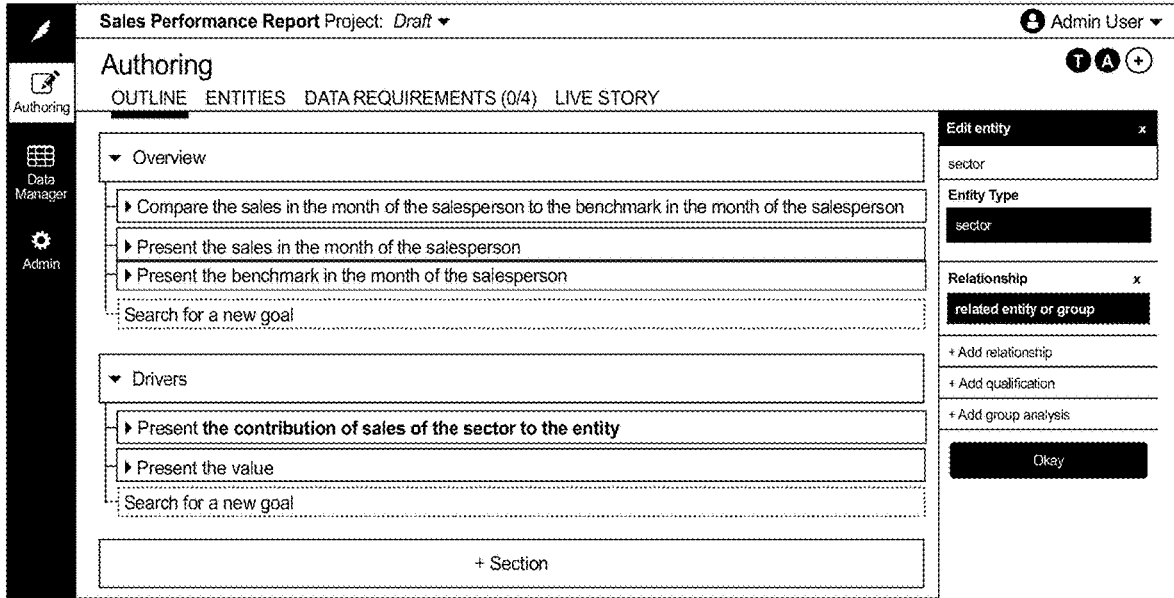 Sales Performance Report Project: Draft
Admin User
Authoring
T A +
OUTLINE ENTITIES DATA REQUIREMENTS (0/4) LIVE STORY
Authoring
Data
Manager
Admin
Overview
Compare the sales in the month of the salesperson to the benchmark in the month of the salesperson
Present the sales in the month of the salesperson
Present the benchmark in the month of the salesperson
Search for a new goal
Drivers
Present the contribution of sales of the sector to the entity
Present the value
Search for a new goal
+ Section
Edit entity x
sector
Entity Type
sector
Relationship x
related entity or group
+ Add relationship
+ Add qualification
+ Add group analysis
Okay